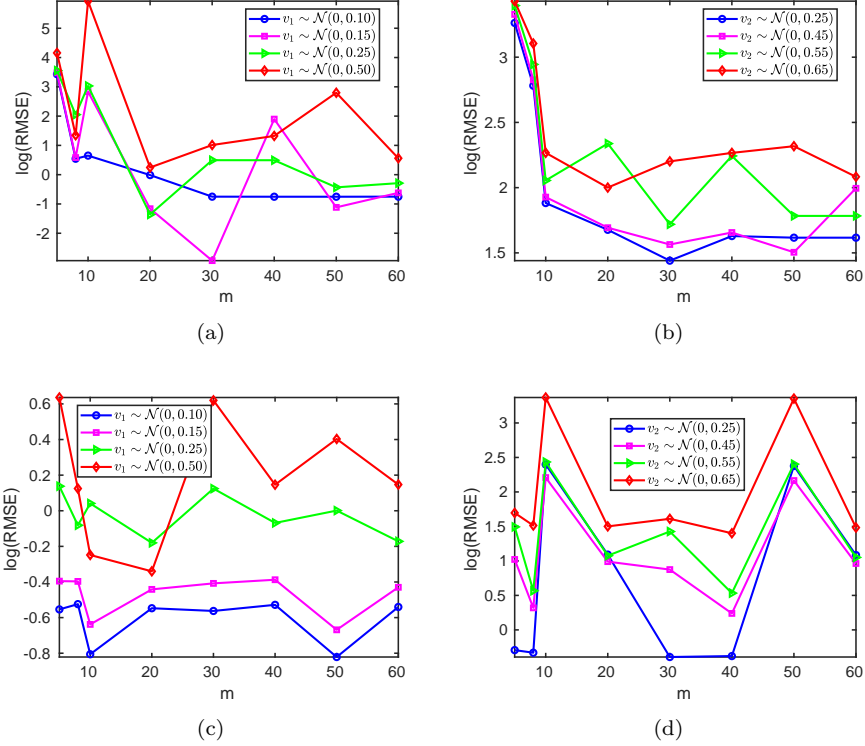 5
4
3
2
1
0
-1
-2
log(RMSE)
10 20 30 40 50 60
m
v₁ ∼ 𝒩(0, 0.10)
v₁ ∼ 𝒩(0, 0.15)
v₁ ∼ 𝒩(0, 0.25)
v₁ ∼ 𝒩(0, 0.50)
(a)
3
2.5
2
1.5
log(RMSE)
10 20 30 40 50 60
m
v₂ ∼ 𝒩(0, 0.25)
v₂ ∼ 𝒩(0, 0.45)
v₂ ∼ 𝒩(0, 0.55)
v₂ ∼ 𝒩(0, 0.65)
(b)
0.6
0.4
0.2
0
-0.2
-0.4
-0.6
-0.8
log(RMSE)
10 20 30 40 50 60
m
v₁ ∼ 𝒩(0, 0.10)
v₁ ∼ 𝒩(0, 0.15)
v₁ ∼ 𝒩(0, 0.25)
v₁ ∼ 𝒩(0, 0.50)
(c)
3
2.5
2
1.5
1
0.5
0
log(RMSE)
10 20 30 40 50 60
m
v₂ ∼ 𝒩(0, 0.25)
v₂ ∼ 𝒩(0, 0.45)
v₂ ∼ 𝒩(0, 0.55)
v₂ ∼ 𝒩(0, 0.65)
(d)